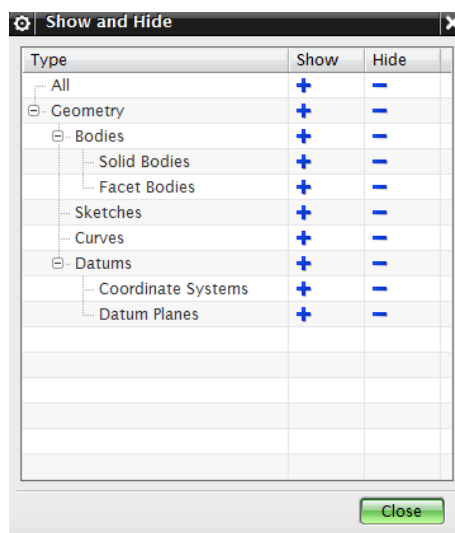 Show and Hide
Type Show Hide
All + −
Geometry + −
Bodies + −
Solid Bodies + −
Facet Bodies + −
Sketches + −
Curves + −
Datums + −
Coordinate Systems + −
Datum Planes + −
Close